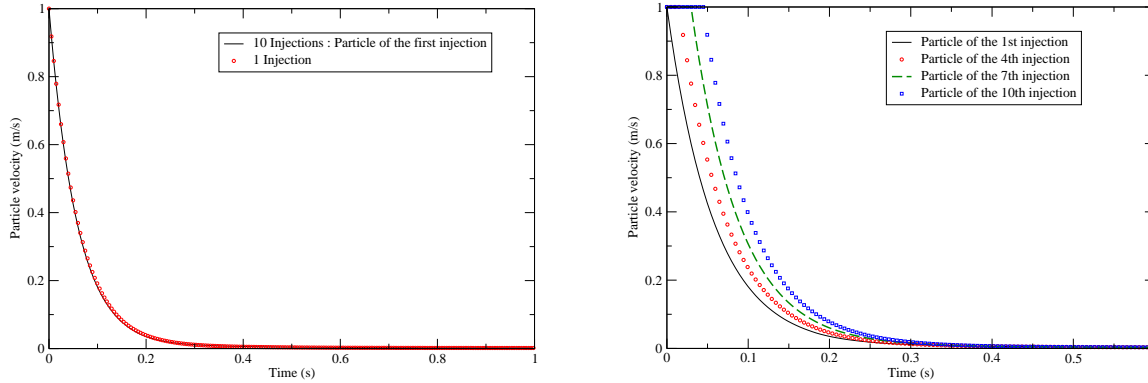 10 Injections : Particle of the first injection
1 Injection
Particle velocity (m/s)
1
0.8
0.6
0.4
0.2
0
0
0.2
0.4
0.6
0.8
1
Time (s)
Particle of the 1st injection
Particle of the 4th injection
Particle of the 7th injection
Particle of the 10th injection
Particle velocity (m/s)
1
0.8
0.6
0.4
0.2
0
0
0.1
0.2
0.3
0.4
0.5
Time (s)